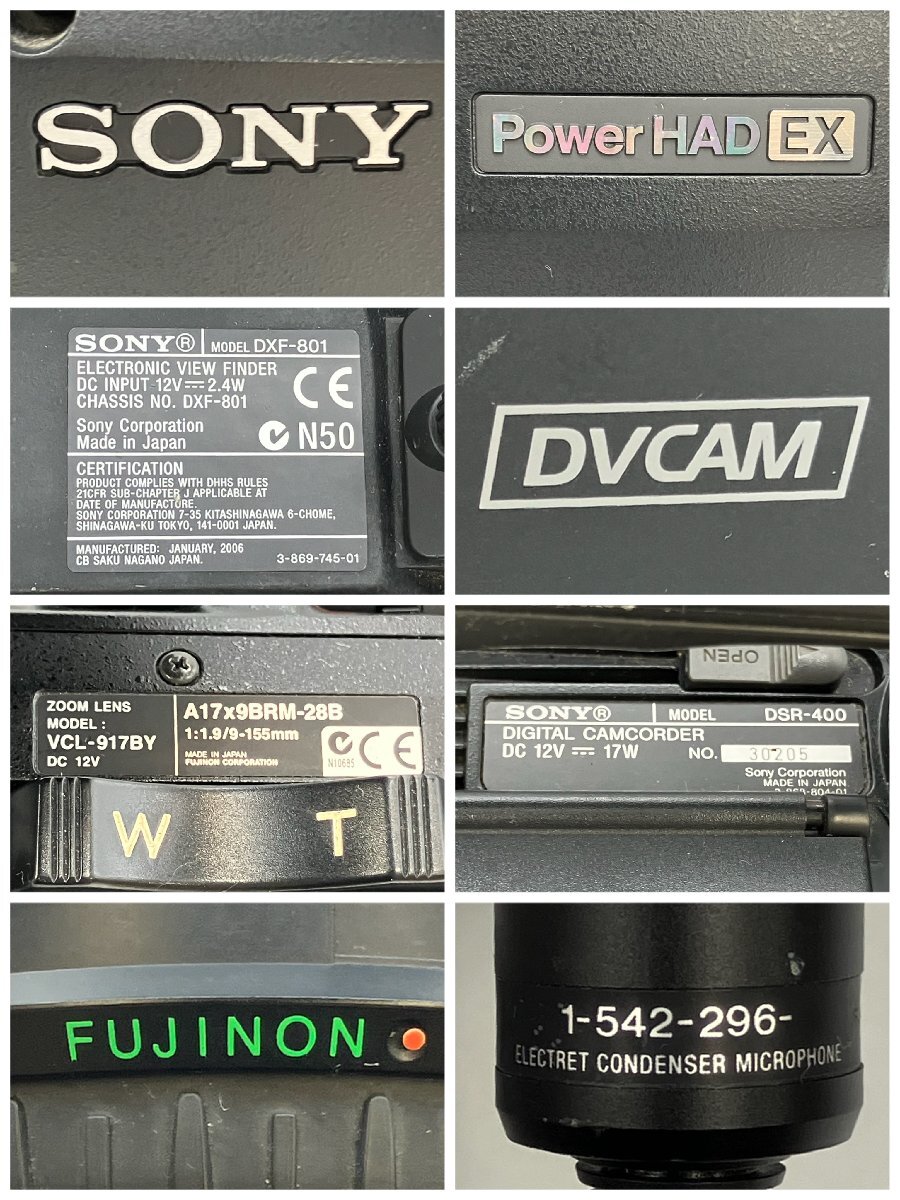 SONY
Power HAD EX
SONY® MODEL DXF-801
ELECTRONIC VIEW FINDER
DC INPUT 12V⎓2.4W
CHASSIS NO. DXF-801
CE
Sony Corporation
Made in Japan
N50
CERTIFICATION
PRODUCT COMPLIES WITH DHHS RULES
21CFR SUB-CHAPTER J APPLICABLE AT
DATE OF MANUFACTURE.
SONY CORPORATION 7-35 KITASHINAGAWA 6-CHOME,
SHINAGAWA-KU TOKYO, 141-0001 JAPAN.
MANUFACTURED: JANUARY, 2006
CB SAKU NAGANO JAPAN. 3-869-745-01
DVCAM
ZOOM LENS
MODEL :
VCL-917BY
DC 12V
A17x9BRM-28B
1:1.9/9-155mm
MADE IN JAPAN
FUJINON CORPORATION
N10685
CE
W T
OPEN
SONY® MODEL DSR-400
DIGITAL CAMCORDER
DC 12V ⎓ 17W NO. 30205
Sony Corporation
MADE IN JAPAN
3-869-804-01
FUJINON
1-542-296-
ELECTRET CONDENSER MICROPHONE